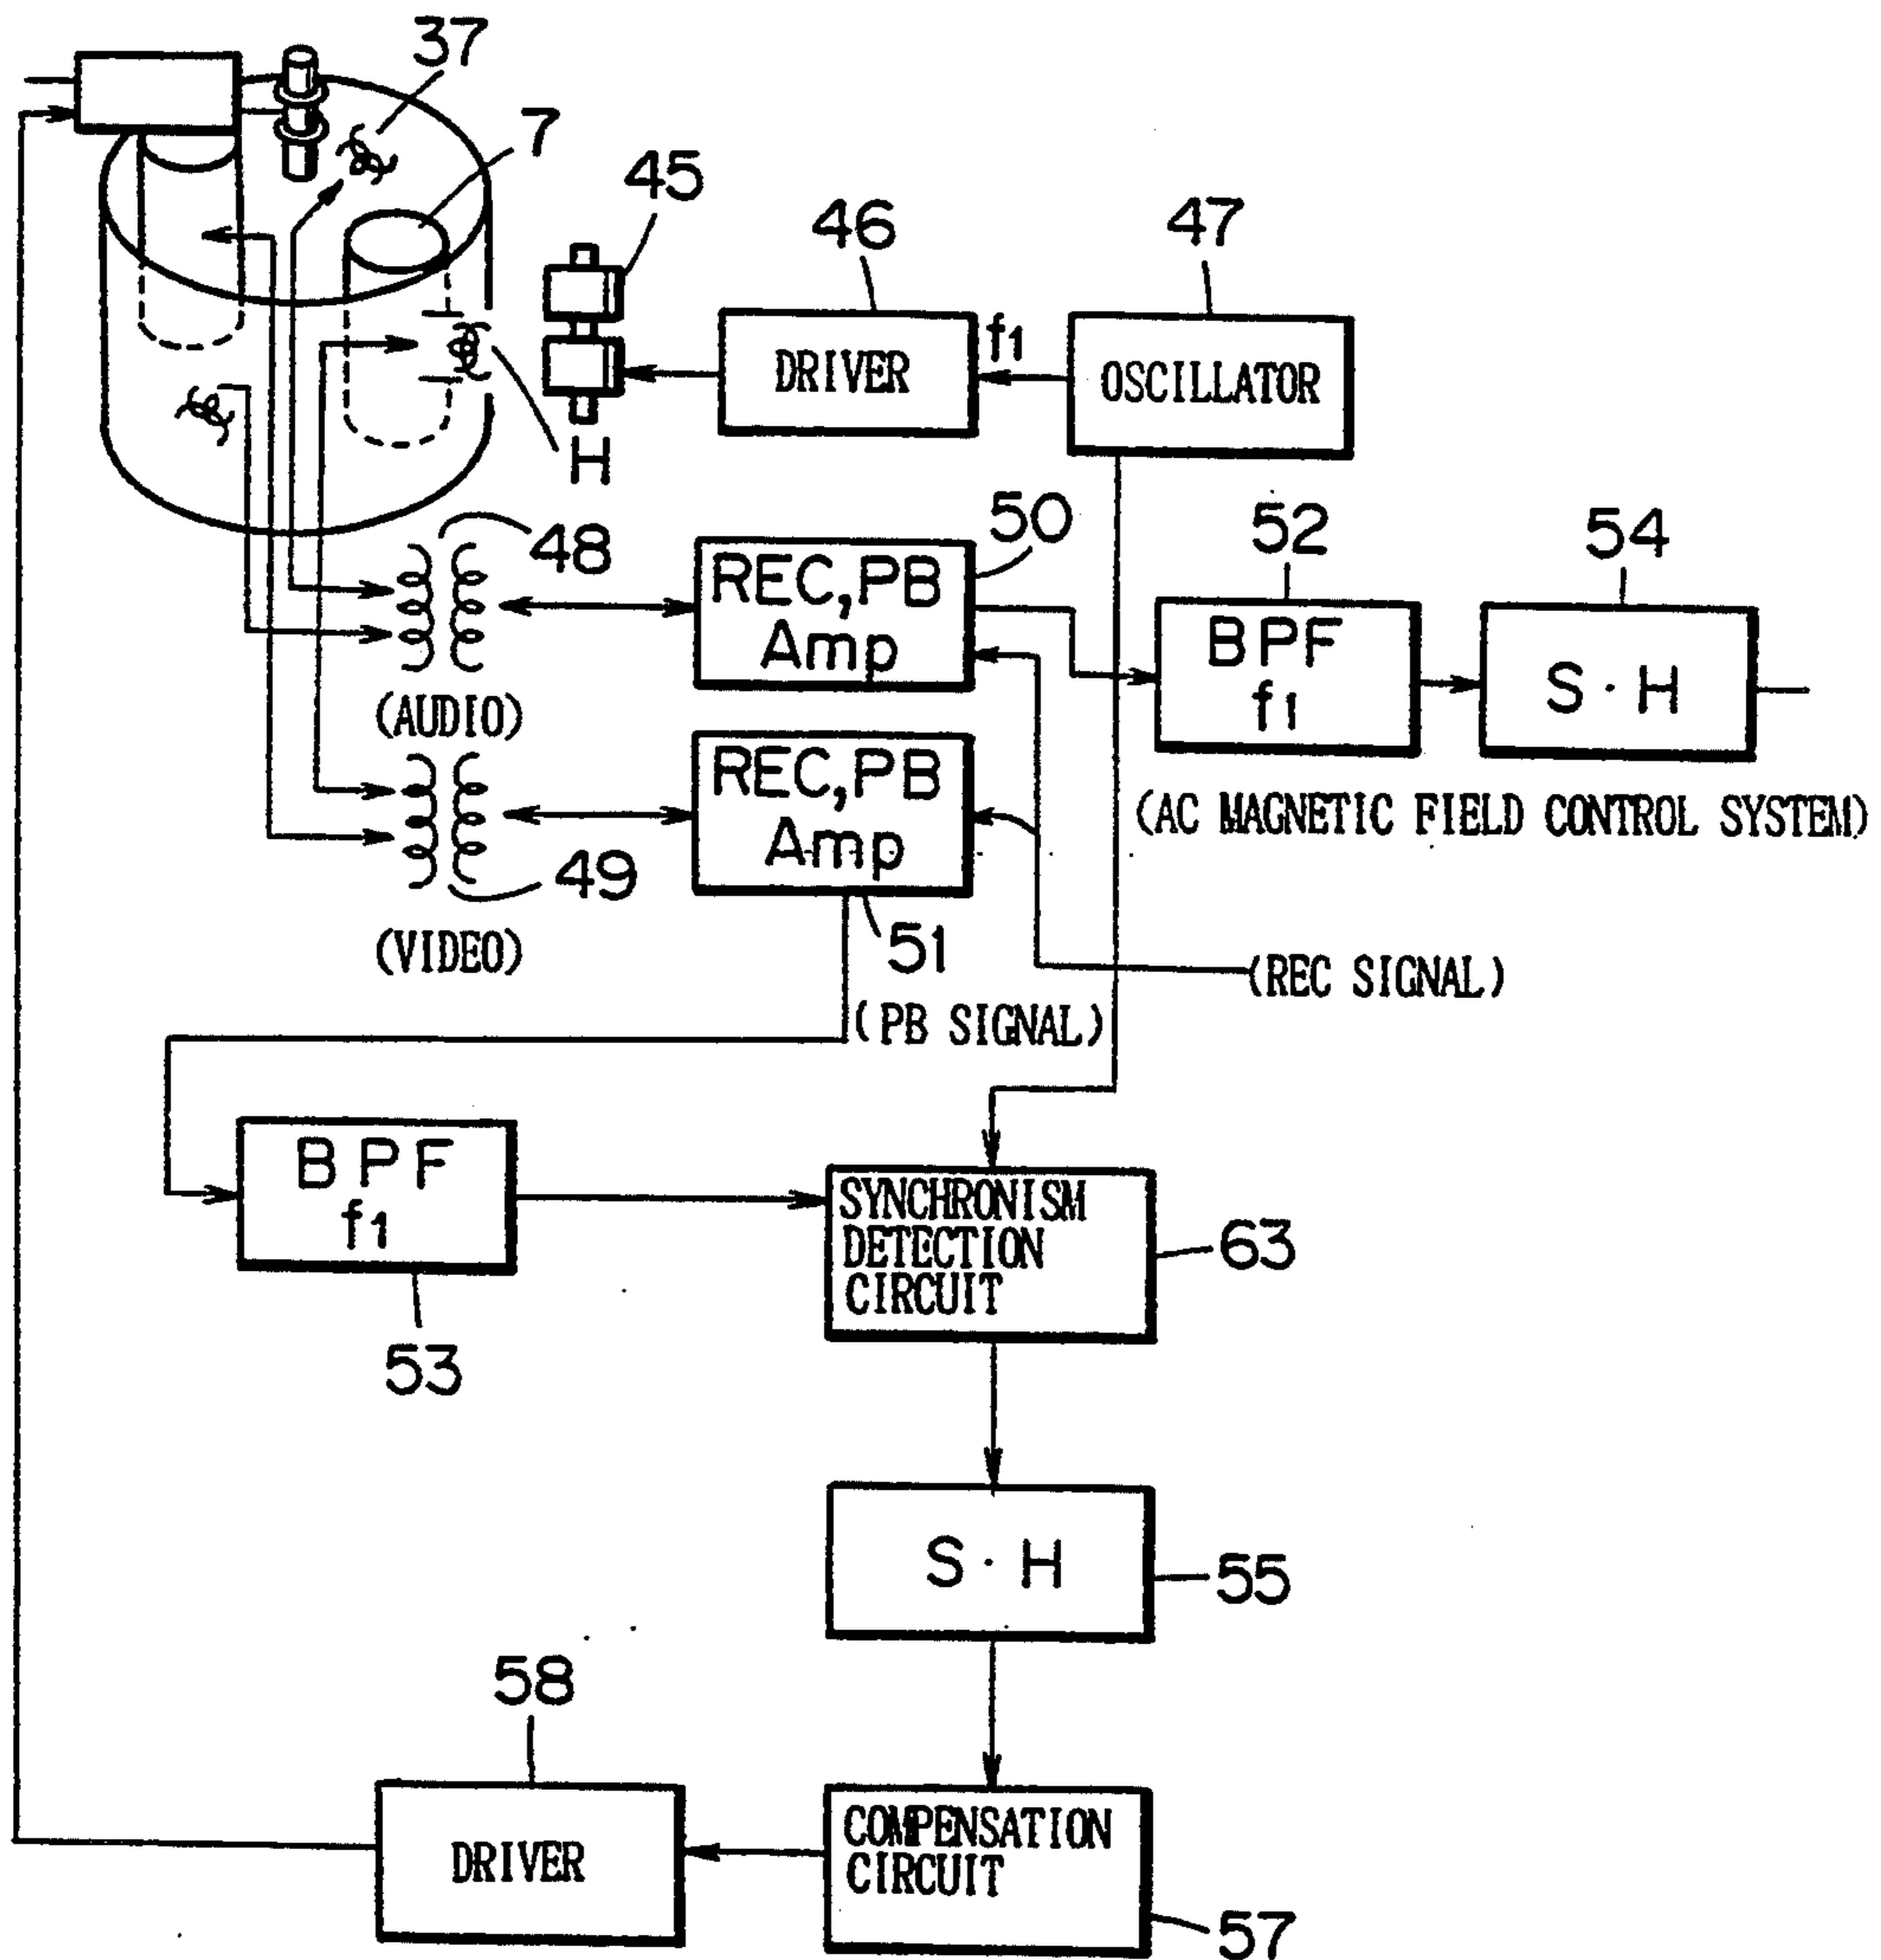 37
7
45
46
47
DRIVER
f1
OSCILLATOR
H
48
50
52
54
REC, PB
Amp
BPF
f1
S·H
(AUDIO)
REC, PB
Amp
(AC MAGNETIC FIELD CONTROL SYSTEM)
49
51
(VIDEO)
(REC SIGNAL)
(PB SIGNAL)
BPF
f1
53
SYNCHRONISM
DETECTION
CIRCUIT
63
S·H
55
58
DRIVER
COMPENSATION
CIRCUIT
57